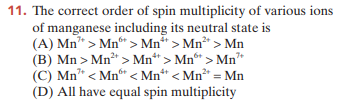 11. The correct order of spin multiplicity of various ions
of manganese including its neutral state is
(A) Mn⁷⁺ > Mn⁶⁺ > Mn⁴⁺ > Mn²⁺ > Mn
(B) Mn > Mn²⁺ > Mn⁴⁺ > Mn⁶⁺ > Mn⁷⁺
(C) Mn⁷⁺ < Mn⁶⁺ < Mn⁴⁺ < Mn²⁺ = Mn
(D) All have equal spin multiplicity